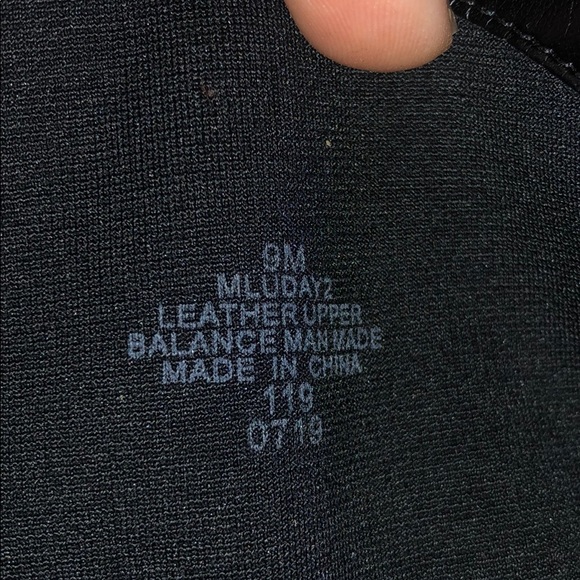 9M
MLUDAY2
LEATHER UPPER
BALANCE MAN MADE
MADE IN CHINA
119
0719